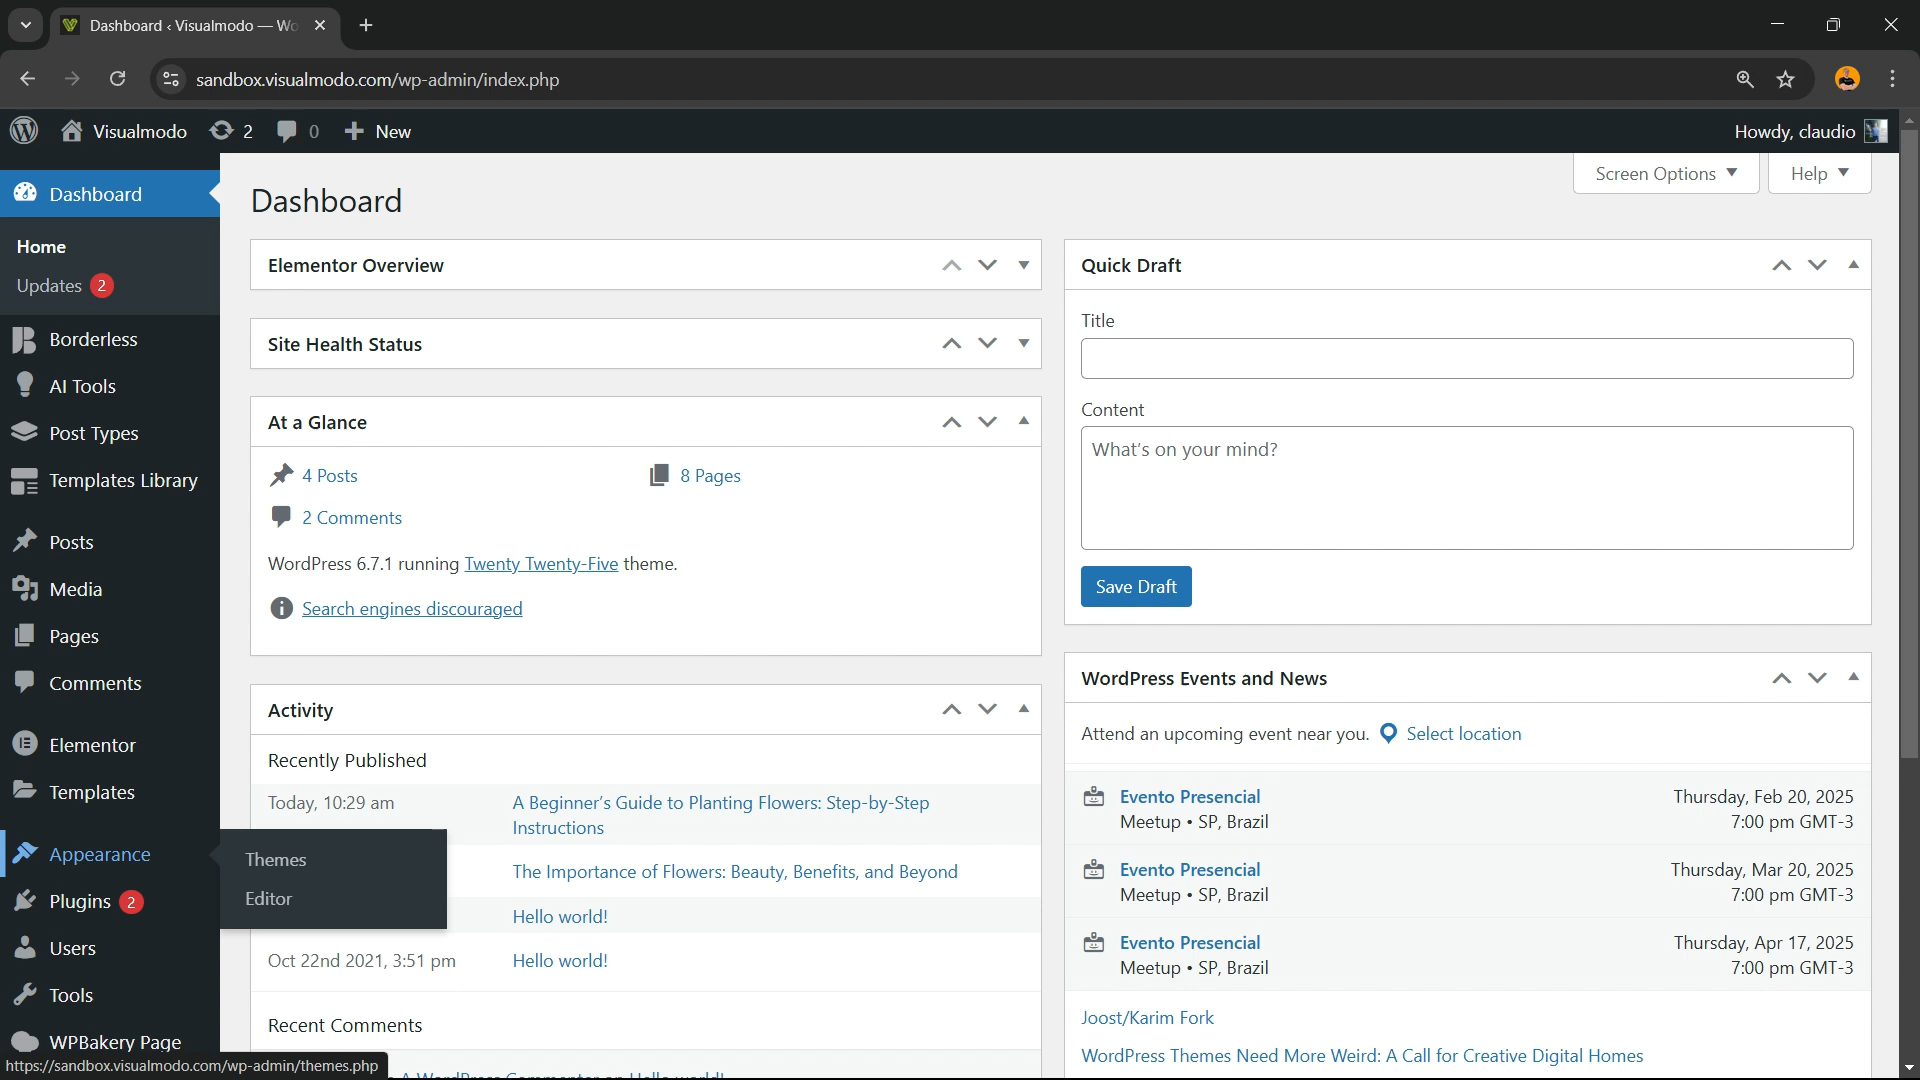 Dashboard ‹ Visualmodo — Wo
sandbox.visualmodo.com/wp-admin/index.php
Visualmodo
2
0
New
Howdy, claudio
Dashboard
Home
Updates 2
Borderless
AI Tools
Post Types
Templates Library
Posts
Media
Pages
Comments
Elementor
Templates
Appearance
Themes
Editor
Plugins 2
Users
Tools
WPBakery Page
https://sandbox.visualmodo.com/wp-admin/themes.php
Screen Options
Help
Dashboard
Elementor Overview
Site Health Status
At a Glance
4 Posts
8 Pages
2 Comments
WordPress 6.7.1 running Twenty Twenty-Five theme.
Search engines discouraged
Activity
Recently Published
Today, 10:29 am
A Beginner's Guide to Planting Flowers: Step-by-Step
Instructions
The Importance of Flowers: Beauty, Benefits, and Beyond
Hello world!
Oct 22nd 2021, 3:51 pm
Hello world!
Recent Comments
A WordPress Commenter on Hello world!
Quick Draft
Title
Content
What's on your mind?
Save Draft
WordPress Events and News
Attend an upcoming event near you.
Select location
Evento Presencial
Meetup • SP, Brazil
Thursday, Feb 20, 2025
7:00 pm GMT-3
Evento Presencial
Meetup • SP, Brazil
Thursday, Mar 20, 2025
7:00 pm GMT-3
Evento Presencial
Meetup • SP, Brazil
Thursday, Apr 17, 2025
7:00 pm GMT-3
Joost/Karim Fork
WordPress Themes Need More Weird: A Call for Creative Digital Homes